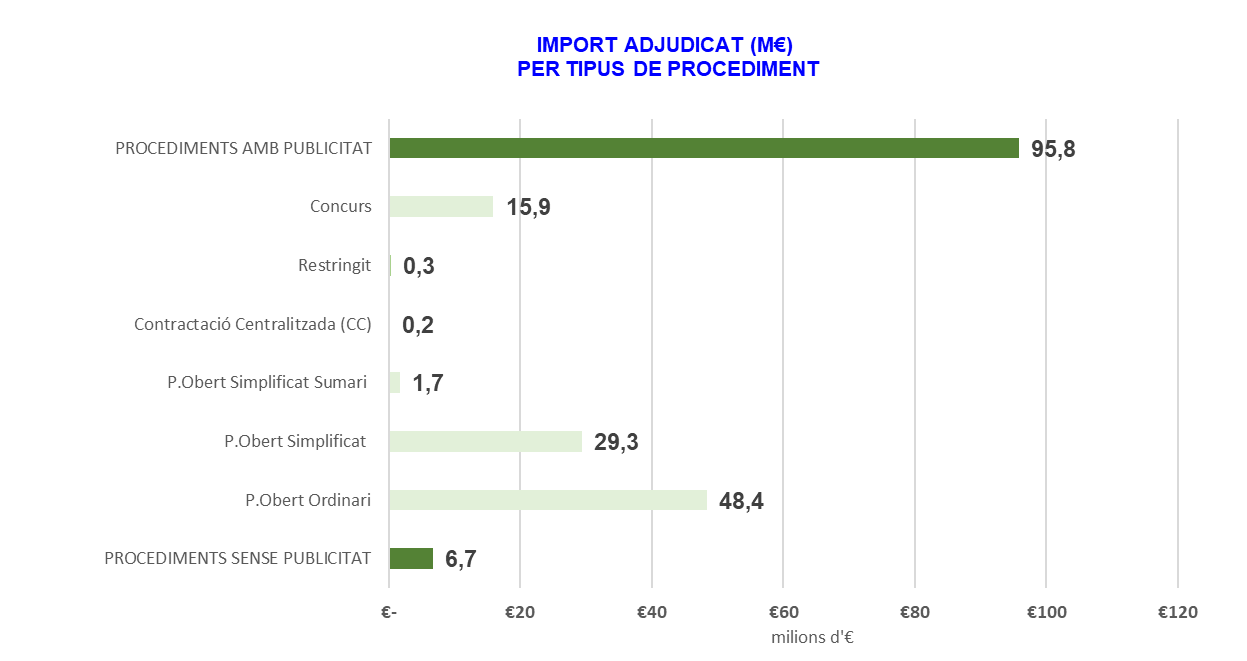 IMPORT ADJUDICAT (M€)
PER TIPUS DE PROCEDIMENT
PROCEDIMENTS AMB PUBLICITAT 95,8
Concurs 15,9
Restringit 0,3
Contractació Centralitzada (CC) 0,2
P.Obert Simplificat Sumari 1,7
P.Obert Simplificat 29,3
P.Obert Ordinari 48,4
PROCEDIMENTS SENSE PUBLICITAT 6,7
€- €20 €40 €60 €80 €100 €120
milions d'€